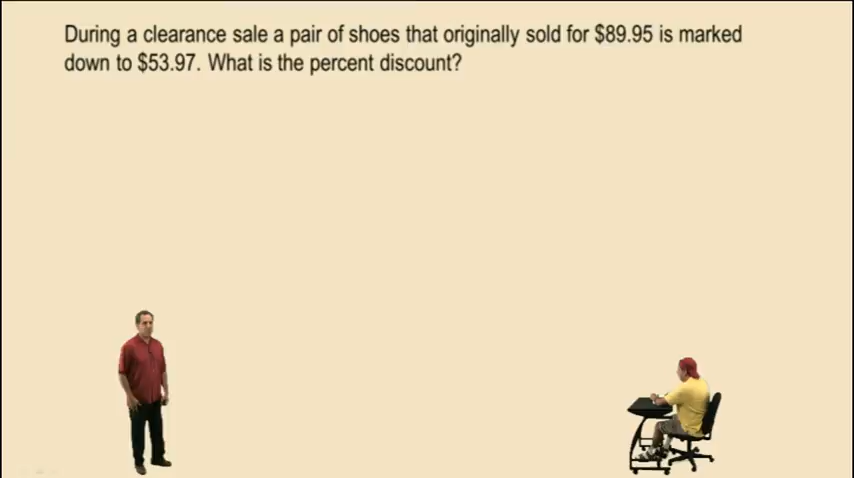 During a clearance sale a pair of shoes that originally sold for $89.95 is marked
down to $53.97. What is the percent discount?